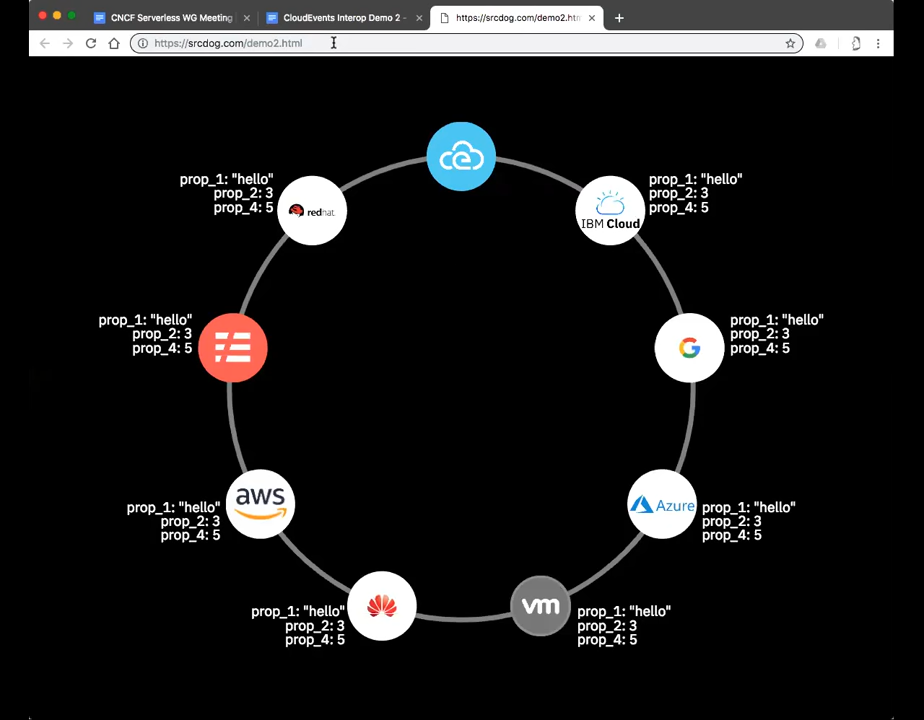 CNCF Serverless WG Meeting
CloudEvents Interop Demo 2 -
https://srcdog.com/demo2.htm
https://srcdog.com/demo2.html
prop_1: "hello"
prop_2: 3
prop_4: 5
redhat
IBM Cloud
prop_1: "hello"
prop_2: 3
prop_4: 5
prop_1: "hello"
prop_2: 3
prop_4: 5
G
prop_1: "hello"
prop_2: 3
prop_4: 5
prop_1: "hello"
prop_2: 3
prop_4: 5
aws
Azure
prop_1: "hello"
prop_2: 3
prop_4: 5
prop_1: "hello"
prop_2: 3
prop_4: 5
vm
prop_1: "hello"
prop_2: 3
prop_4: 5